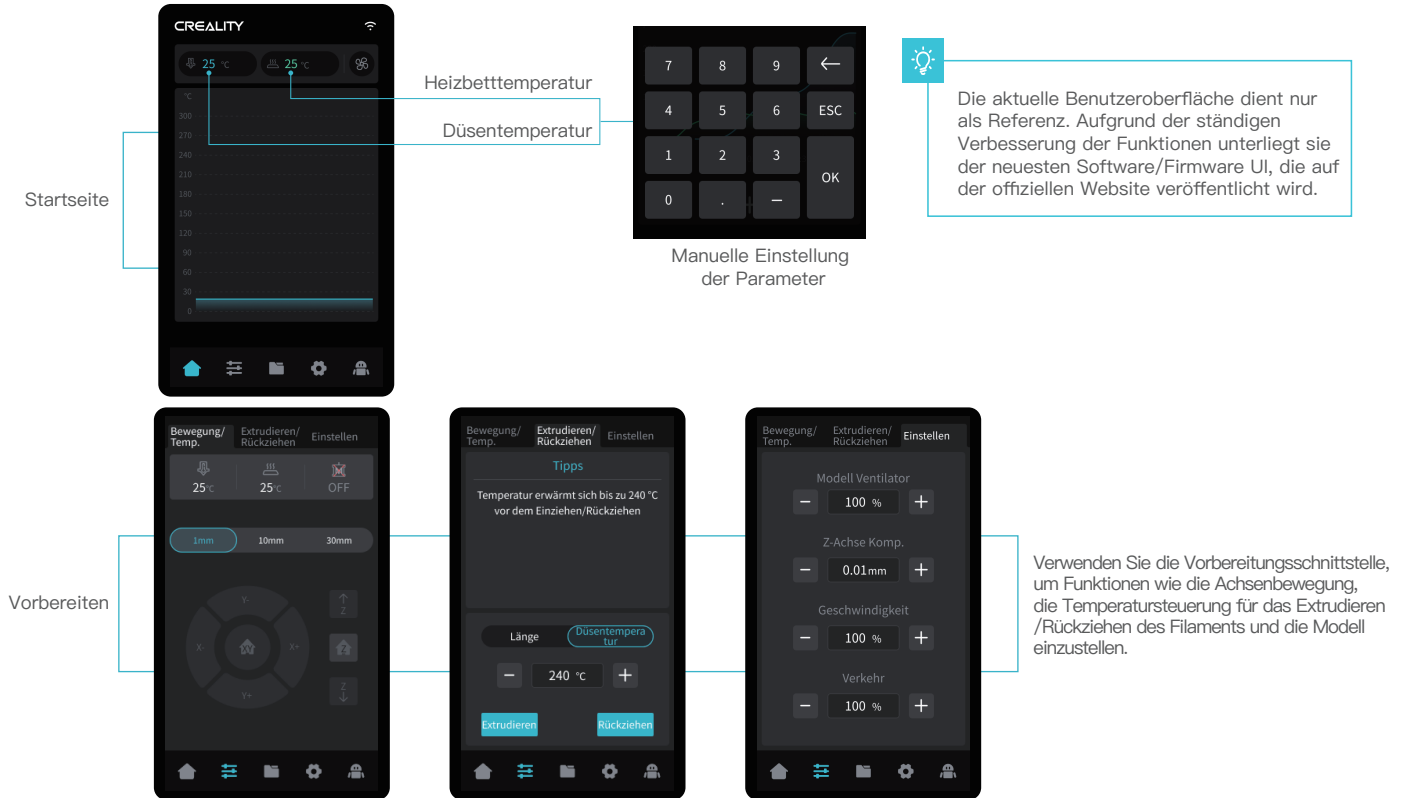 CREALITY
25 °C
25 °C
°C
300
270
240
210
180
150
120
90
60
30
0
Startseite
Heizbetttemperatur
Düsentemperatur
7 8 9
4 5 6 ESC
1 2 3
OK
0 . −
Manuelle Einstellung
der Parameter
Die aktuelle Benutzeroberfläche dient nur
als Referenz. Aufgrund der ständigen
Verbesserung der Funktionen unterliegt sie
der neuesten Software/Firmware UI, die auf
der offiziellen Website veröffentlicht wird.
Vorbereiten
Bewegung/
Temp.
Extrudieren/
Rückziehen
Einstellen
25°C
25°C
OFF
1mm 10mm 30mm
Y-
X-
XY
X+
Y+
Z
Z
Z
Bewegung/
Temp.
Extrudieren/
Rückziehen
Einstellen
Tipps
Temperatur erwärmt sich bis zu 240 °C
vor dem Einziehen/Rückziehen
Länge
Düsentempera
tur
− 240 °C +
Extrudieren
Rückziehen
Bewegung/
Temp.
Extrudieren/
Rückziehen
Einstellen
Modell Ventilator
− 100 % +
Z-Achse Komp.
− 0.01mm +
Geschwindigkeit
− 100 % +
Verkehr
− 100 % +
Verwenden Sie die Vorbereitungsschnittstelle,
um Funktionen wie die Achsenbewegung,
die Temperatursteuerung für das Extrudieren
/Rückziehen des Filaments und die Modell
einzustellen.